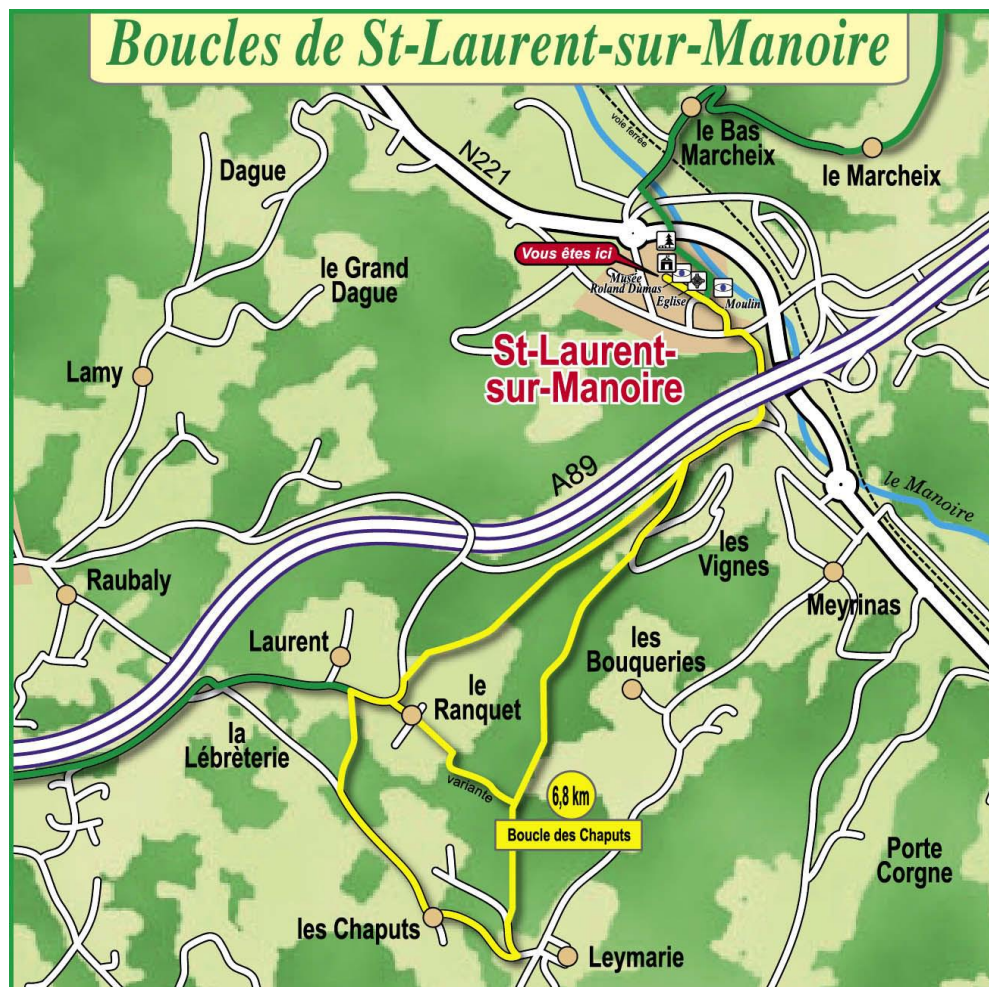 Boucles de St-Laurent-sur-Manoire
le Bas
Marcheix
voie ferrée
le Marcheix
N221
Dague
Vous êtes ici
le Grand
Dague
Musée
Roland Dumas
Eglise
Moulin
St-Laurent-
sur-Manoire
Lamy
A89
le Manoire
les
Vignes
Raubaly
Meyrinas
Laurent
les
Bouqueries
le
Ranquet
la
Lébrèterie
variante
6,8 km
Boucle des Chaputs
Porte
Corgne
les Chaputs
Leymarie